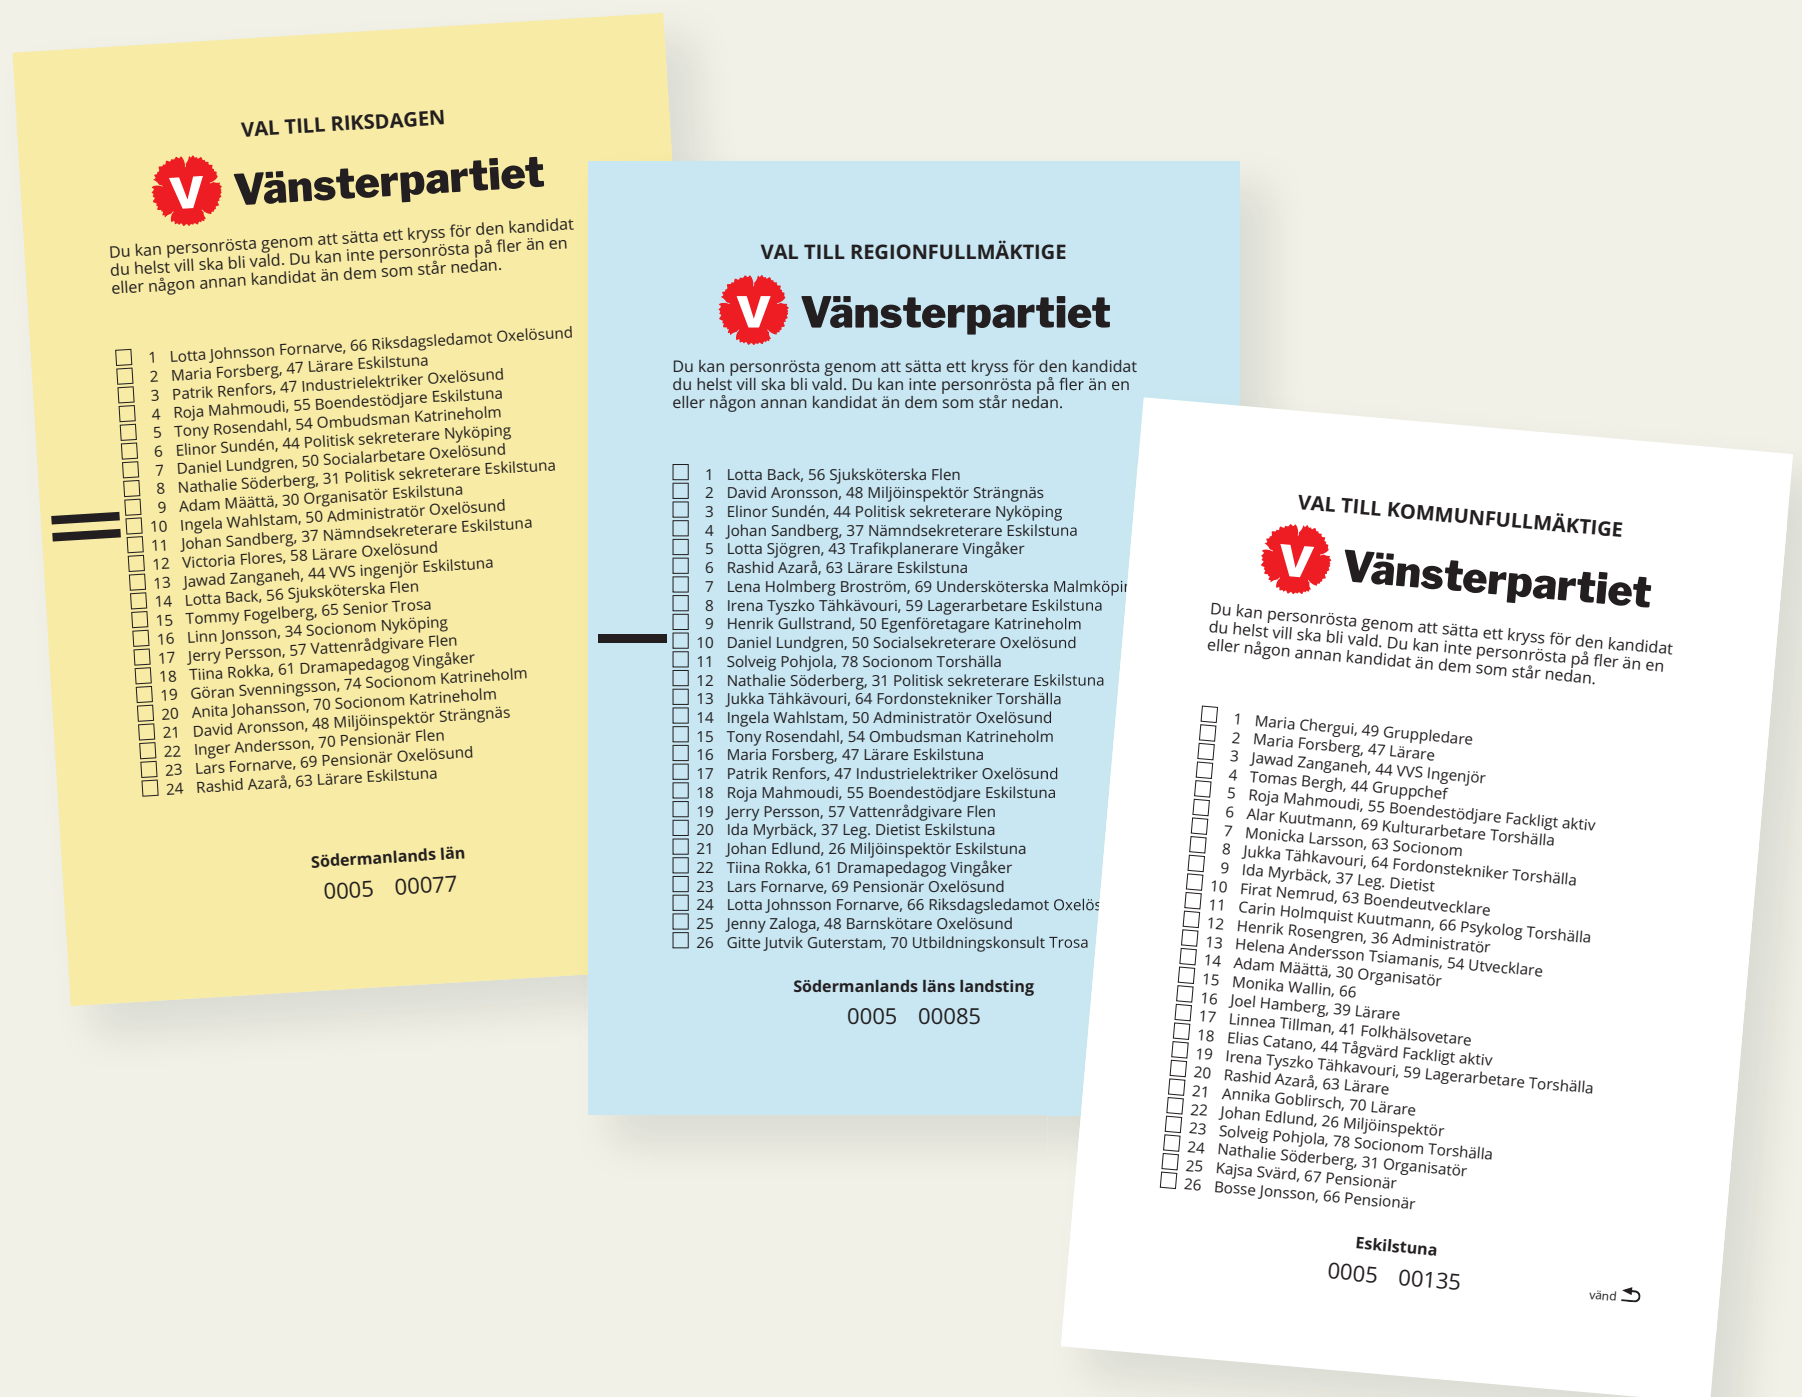 VAL TILL RIKSDAGEN
V Vänsterpartiet
Du kan personrösta genom att sätta ett kryss för den kandidat
du helst vill ska bli vald. Du kan inte personrösta på fler än en
eller någon annan kandidat än dem som står nedan.
1 Lotta Johnsson Fornarve, 66 Riksdagsledamot Oxelösund
2 Maria Forsberg, 47 Lärare Eskilstuna
3 Patrik Renfors, 47 Industrielektriker Oxelösund
4 Roja Mahmoudi, 55 Boendestödjare Eskilstuna
5 Tony Rosendahl, 54 Ombudsman Katrineholm
6 Elinor Sundén, 44 Politisk sekreterare Nyköping
7 Daniel Lundgren, 50 Socialarbetare Oxelösund
8 Nathalie Söderberg, 31 Politisk sekreterare Eskilstuna
9 Adam Määttä, 30 Organisatör Eskilstuna
10 Ingela Wahlstam, 50 Administratör Oxelösund
11 Johan Sandberg, 37 Nämndsekreterare Eskilstuna
12 Victoria Flores, 58 Lärare Oxelösund
13 Jawad Zanganeh, 44 VVS ingenjör Eskilstuna
14 Lotta Back, 56 Sjuksköterska Flen
15 Tommy Fogelberg, 65 Senior Trosa
16 Linn Jonsson, 34 Socionom Nyköping
17 Jerry Persson, 57 Vattenrådgivare Flen
18 Tiina Rokka, 61 Dramapedagog Vingåker
19 Göran Svenningsson, 74 Socionom Katrineholm
20 Anita Johansson, 70 Socionom Katrineholm
21 David Aronsson, 48 Miljöinspektör Strängnäs
22 Inger Andersson, 70 Pensionär Flen
23 Lars Fornarve, 69 Pensionär Oxelösund
24 Rashid Azarå, 63 Lärare Eskilstuna
Södermanlands län
0005 00077
VAL TILL REGIONFULLMÄKTIGE
V Vänsterpartiet
Du kan personrösta genom att sätta ett kryss för den kandidat
du helst vill ska bli vald. Du kan inte personrösta på fler än en
eller någon annan kandidat än dem som står nedan.
1 Lotta Back, 56 Sjuksköterska Flen
2 David Aronsson, 48 Miljöinspektör Strängnäs
3 Elinor Sundén, 44 Politisk sekreterare Nyköping
4 Johan Sandberg, 37 Nämndsekreterare Eskilstuna
5 Lotta Sjögren, 43 Trafikplanerare Vingåker
6 Rashid Azarå, 63 Lärare Eskilstuna
7 Lena Holmberg Broström, 69 Undersköterska
8 Irena Tyszko Tähkävouri, 59 Lagerarbetare Eskilstuna
9 Henrik Gullstrand, 50 Egenföretagare Katrineholm
10 Daniel Lundgren, 50 Socialsekreterare Oxelösund
11 Solveig Pohjola, 78 Socionom Torshälla
12 Nathalie Söderberg, 31 Politisk sekreterare Eskilstuna
13 Jukka Tähkävouri, 64 Fordonstekniker Torshälla
14 Ingela Wahlstam, 50 Administratör Oxelösund
15 Tony Rosendahl, 54 Ombudsman Katrineholm
16 Maria Forsberg, 47 Lärare Eskilstuna
17 Patrik Renfors, 47 Industrielektriker Oxelösund
18 Roja Mahmoudi, 55 Boendestödjare Eskilstuna
19 Jerry Persson, 57 Vattenrådgivare Flen
20 Ida Myrbäck, 37 Leg. Dietist Eskilstuna
21 Johan Edlund, 26 Miljöinspektör Eskilstuna
22 Tiina Rokka, 61 Dramapedagog Vingåker
23 Lars Fornarve, 69 Pensionär Oxelösund
24 Lotta Johnsson Fornarve, 66 Riksdagsledamot
25 Jenny Zaloga, 48 Barnskötare Oxelösund
26 Gitte Jutvik Guterstam, 70 Utbildningskonsult Trosa
Södermanlands läns landsting
0005 00085
VAL TILL KOMMUNFULLMÄKTIGE
V Vänsterpartiet
Du kan personrösta genom att sätta ett kryss för den kandidat
du helst vill ska bli vald. Du kan inte personrösta på fler än en
eller någon annan kandidat än dem som står nedan.
1 Maria Chergui, 49 Gruppledare
2 Maria Forsberg, 47 Lärare
3 Jawad Zanganeh, 44 VVS Ingenjör
4 Tomas Bergh, 44 Gruppchef
5 Roja Mahmoudi, 55 Boendestödjare Fackligt aktiv
6 Alar Kuutmann, 69 Kulturarbetare Torshälla
7 Monicka Larsson, 63 Socionom
8 Jukka Tähkavouri, 64 Fordonstekniker Torshälla
9 Ida Myrbäck, 37 Leg. Dietist
10 Firat Nemrud, 63 Boendeutvecklare
11 Carin Holmquist Kuutmann, 66 Psykolog Torshälla
12 Henrik Rosengren, 36 Administratör
13 Helena Andersson Tsiamanis, 54 Utvecklare
14 Adam Määttä, 30 Organisatör
15 Monika Wallin, 66
16 Joel Hamberg, 39 Lärare
17 Linnea Tillman, 41 Folkhälsovetare
18 Elias Catano, 44 Tågvärd Fackligt aktiv
19 Irena Tyszko Tähkavouri, 59 Lagerarbetare Torshälla
20 Rashid Azarå, 63 Lärare
21 Annika Goblirsch, 70 Lärare
22 Johan Edlund, 26 Miljöinspektör
23 Solveig Pohjola, 78 Socionom Torshälla
24 Nathalie Söderberg, 31 Organisatör
25 Kajsa Svärd, 67 Pensionär
26 Bosse Jonsson, 66 Pensionär
Eskilstuna
0005 00135
vänd